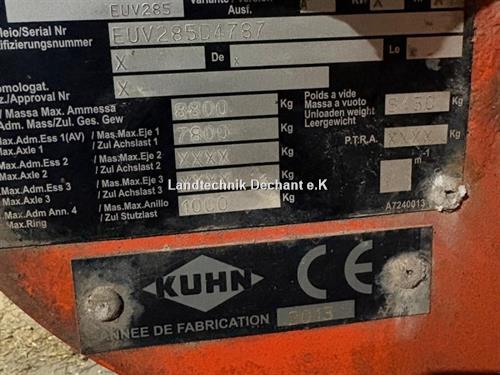 EUV285
Ausf.
Meio/Serial Nr
tifizierungsnummer
EUV285D4787
X
De
X
Le
X
omologat.
z./Approval Nr
X
/ Massa Max. Ammessa
Adm. Mass/Zul. Ges. Gew
8800
Kg
Poids a vide
Massa a vuoto
Unloaden weight
Leergewicht
Kg
Max.Adm.Ess1(AV)
Max.Axle 1
/ Mas.Max.Eje 1
/ Zul Achslast 1
7800
Kg
P.T.R.A.
XXXX
Kg
Max.Adm.Ess 2
Max.Axle 2
/ Mas.Max.Eje 2
/ Zul Achslast 2
XXXX
Kg
Max.Adm.Ess 3
Max.Axle 3
/ Mas.Max.Eje 3
/ Zul Achslast 3
Kg
m-1
Max.Adm Ann. 4
Max.Ring
/ Mas.Max.Anillo
/ Zul Stutzlast
1000
Kg
A7240013
Landtechnik Dechant e.K
KUHN
CE
ANNEE DE FABRICATION
2013